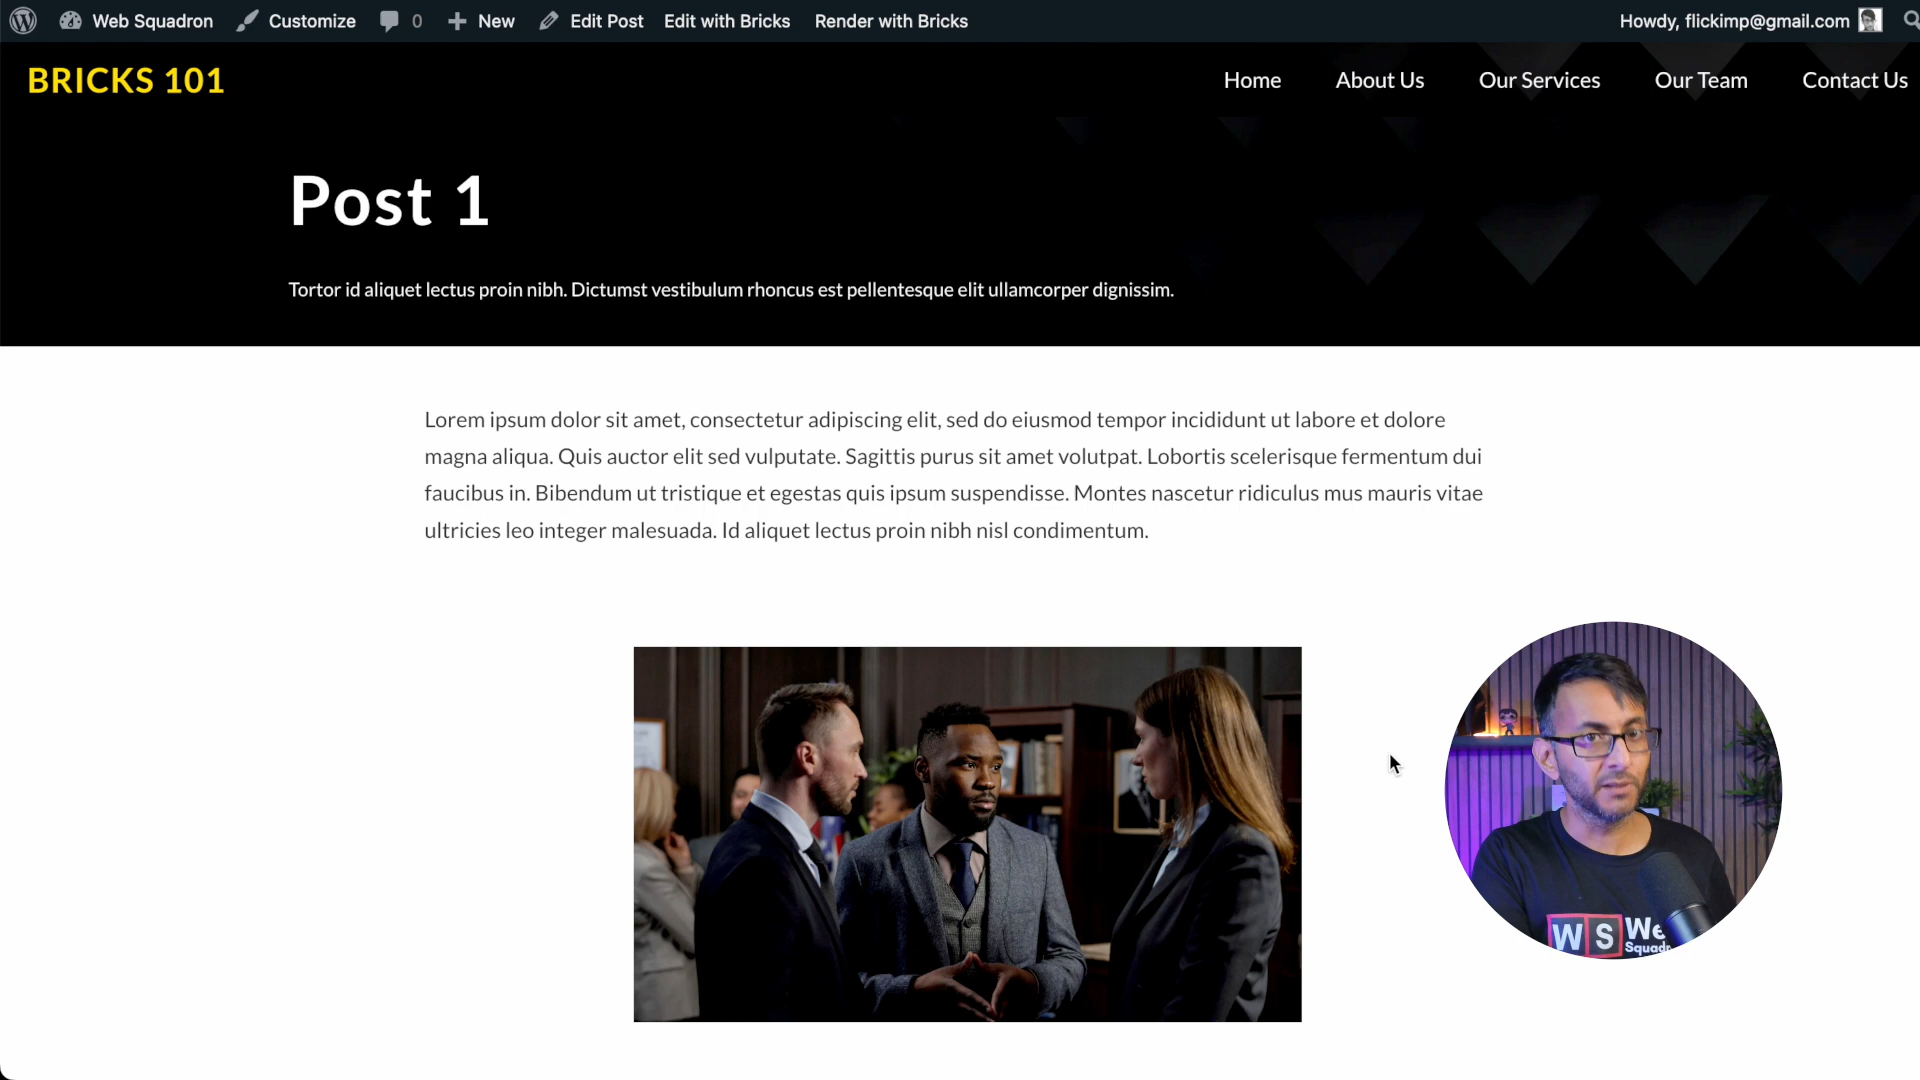 Web Squadron Customize 0 New Edit Post Edit with Bricks Render with Bricks Howdy, flickimp@gmail.com
BRICKS 101 Home About Us Our Services Our Team Contact Us
Post 1
Tortor id aliquet lectus proin nibh. Dictumst vestibulum rhoncus est pellentesque elit ullamcorper dignissim.
Lorem ipsum dolor sit amet, consectetur adipiscing elit, sed do eiusmod tempor incididunt ut labore et dolore
magna aliqua. Quis auctor elit sed vulputate. Sagittis purus sit amet volutpat. Lobortis scelerisque fermentum dui
faucibus in. Bibendum ut tristique et egestas quis ipsum suspendisse. Montes nascetur ridiculus mus mauris vitae
ultricies leo integer malesuada. Id aliquet lectus proin nibh nisl condimentum.
WS We
Squadr